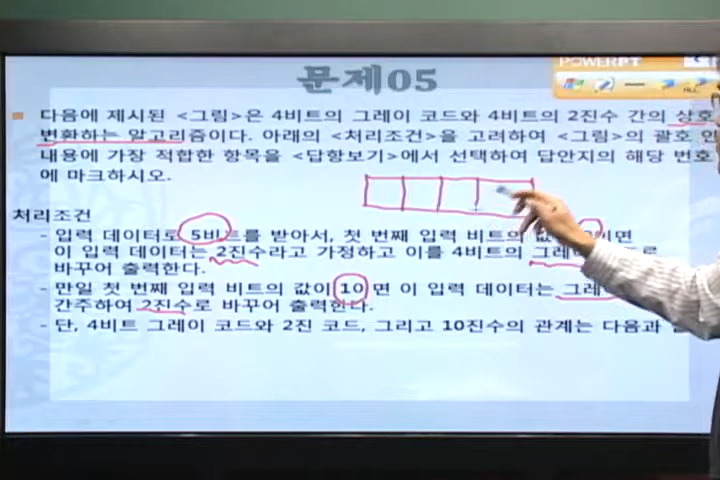 문제05
POWERPT
다음에 제시된 <그림>은 4비트의 그레이 코드와 4비트의 2진수 간의 상호
변환하는 알고리즘이다. 아래의 <처리조건>을 고려하여 <그림>의 괄호 안
내용에 가장 적합한 항목을 <답항보기>에서 선택하여 답안지의 해당 번호
에 마크하시오.
처리조건
- 입력 데이터로 5비트를 받아서, 첫 번째 입력 비트의 값이
이 입력 데이터는 2진수라고 가정하고 이를 4비트의 그레이
바꾸어 출력한다.
- 만일 첫 번째 입력 비트의 값이 10 면 이 입력 데이터는 그레이
간주하여 2진수로 바꾸어 출력한다.
- 단, 4비트 그레이 코드와 2진 코드, 그리고 10진수의 관계는 다음과